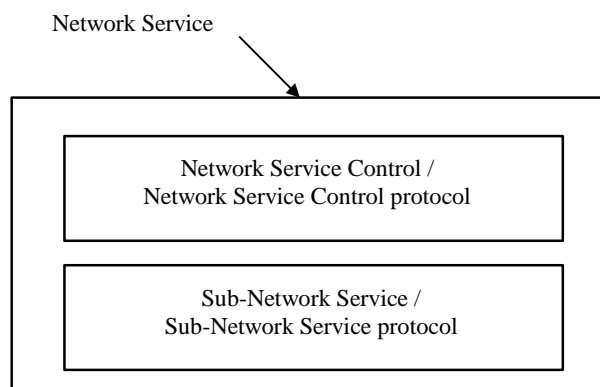 Network Service
Network Service Control /
Network Service Control protocol
Sub-Network Service /
Sub-Network Service protocol